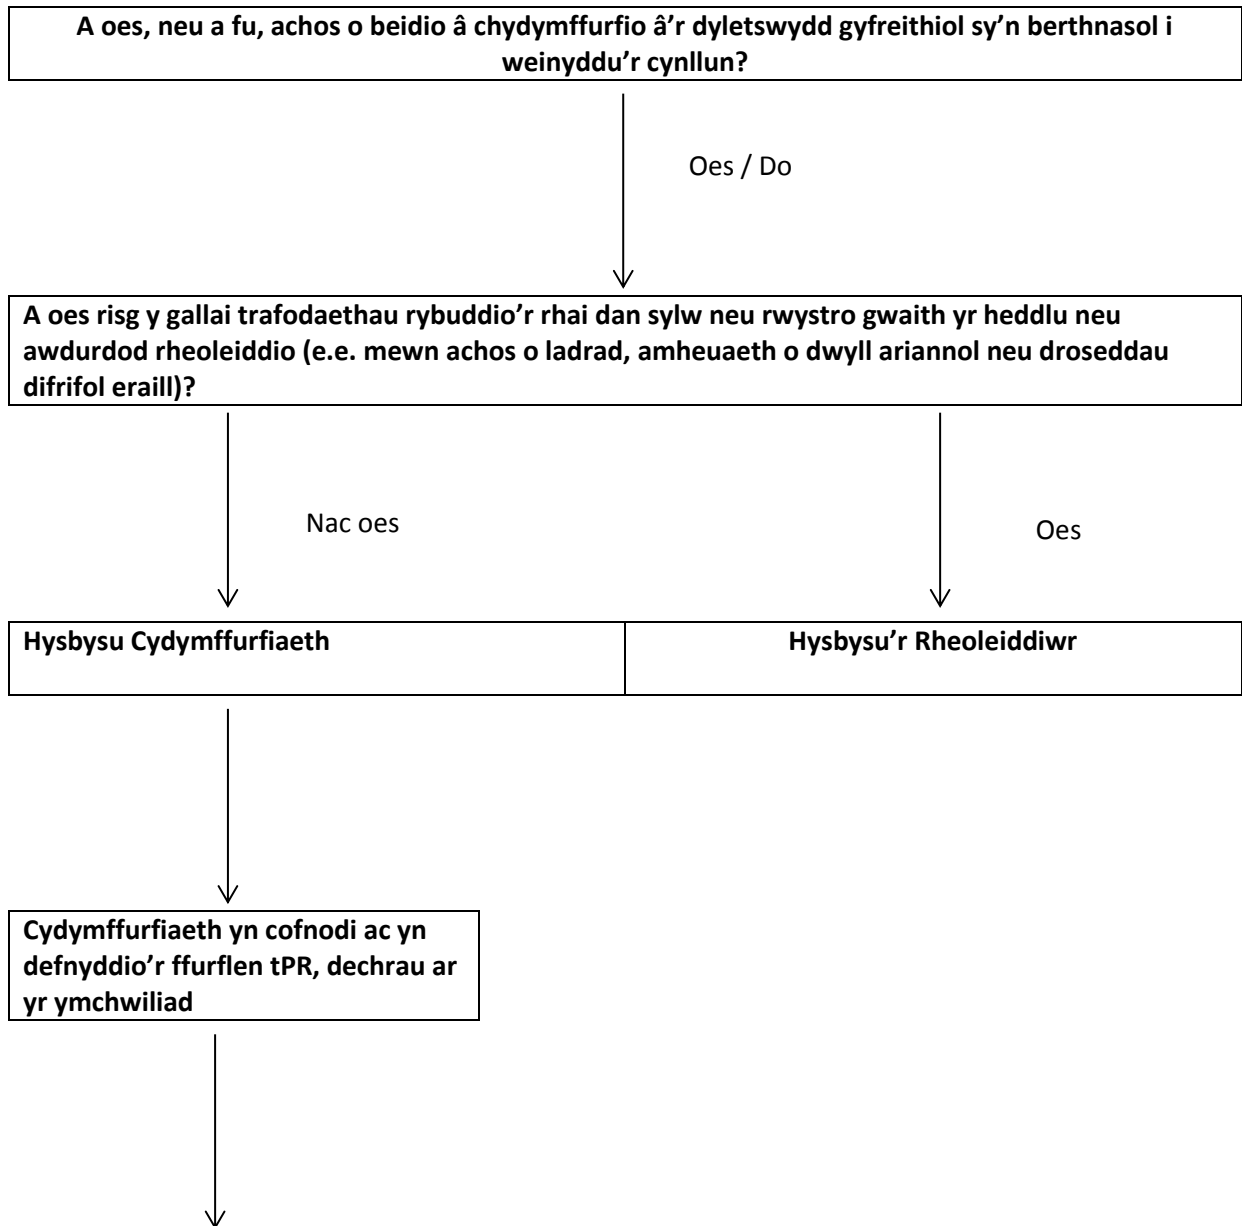 A oes, neu a fu, achos o beidio â chydymffurfio â’r dyletswydd gyfreithiol sy’n berthnasol i
weinyddu’r cynllun?
Oes / Do
A oes risg y gallai trafodaethau rybuddio’r rhai dan sylw neu rwystro gwaith yr heddlu neu
awdurdod rheoleiddio (e.e. mewn achos o ladrad, amheuaeth o dwyll ariannol neu droseddau
difrifol eraill)?
Nac oes
Oes
Hysbysu Cydymffurfiaeth
Hysbysu’r Rheoleiddiwr
Cydymffurfiaeth yn cofnodi ac yn
defnyddio’r ffurflen tPR, dechrau ar
yr ymchwiliad